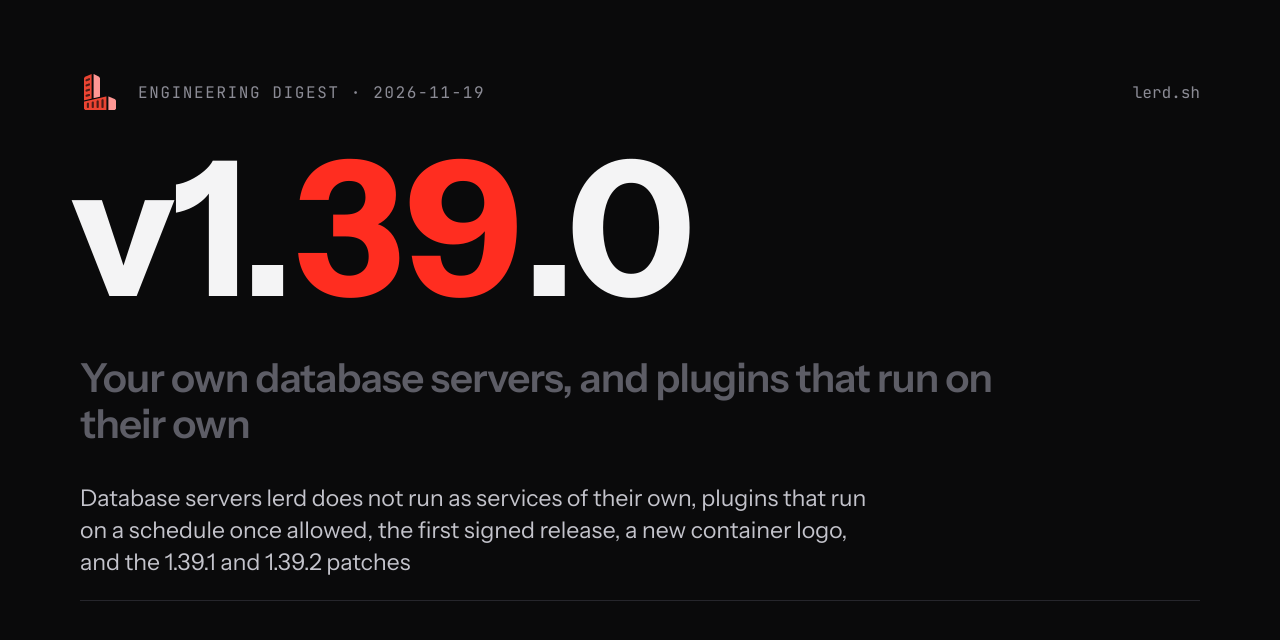 ENGINEERING DIGEST · 2026-11-19
lerd.sh
v1.39.0
Your own database servers, and plugins that run on
their own
Database servers lerd does not run as services of their own, plugins that run
on a schedule once allowed, the first signed release, a new container logo,
and the 1.39.1 and 1.39.2 patches